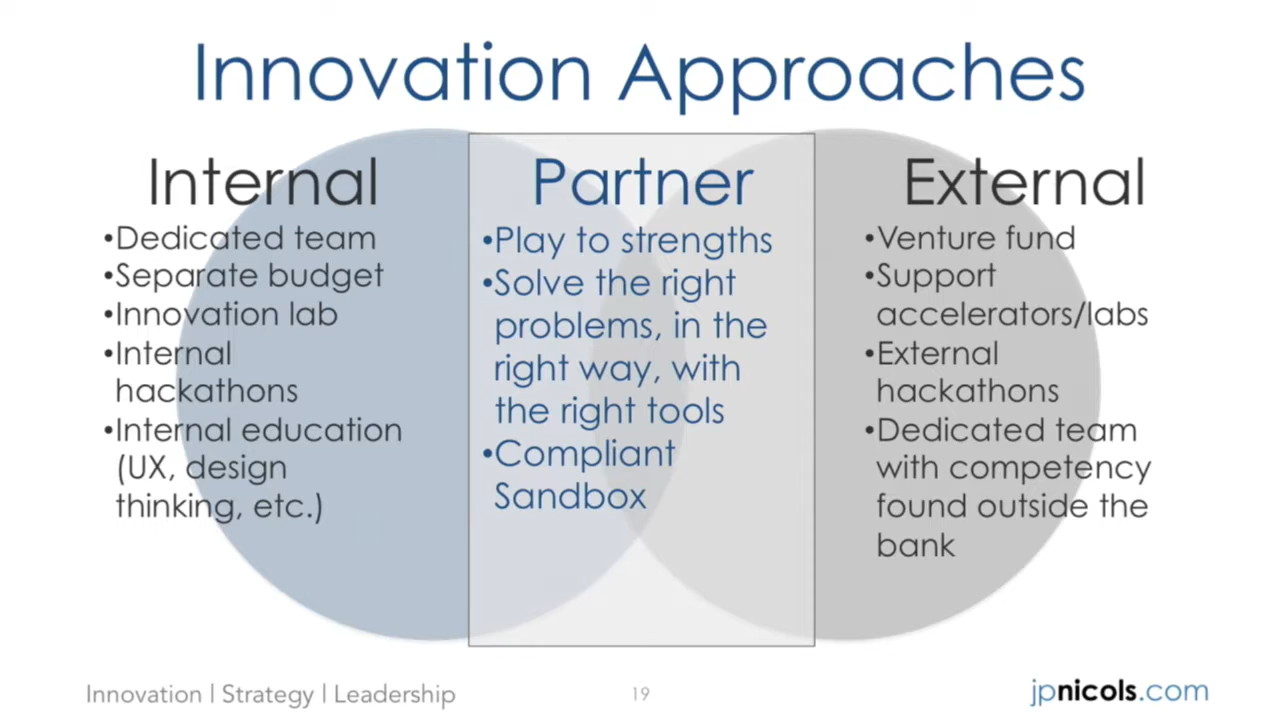 Innovation Approaches
Internal
•Dedicated team
•Separate budget
•Innovation lab
•Internal
hackathons
•Internal education
(UX, design
thinking, etc.)
Partner
•Play to strengths
•Solve the right
problems, in the
right way, with
the right tools
•Compliant
Sandbox
External
•Venture fund
•Support
accelerators/labs
•External
hackathons
•Dedicated team
with competency
found outside the
bank
Innovation | Strategy | Leadership
19
jpnicols.com